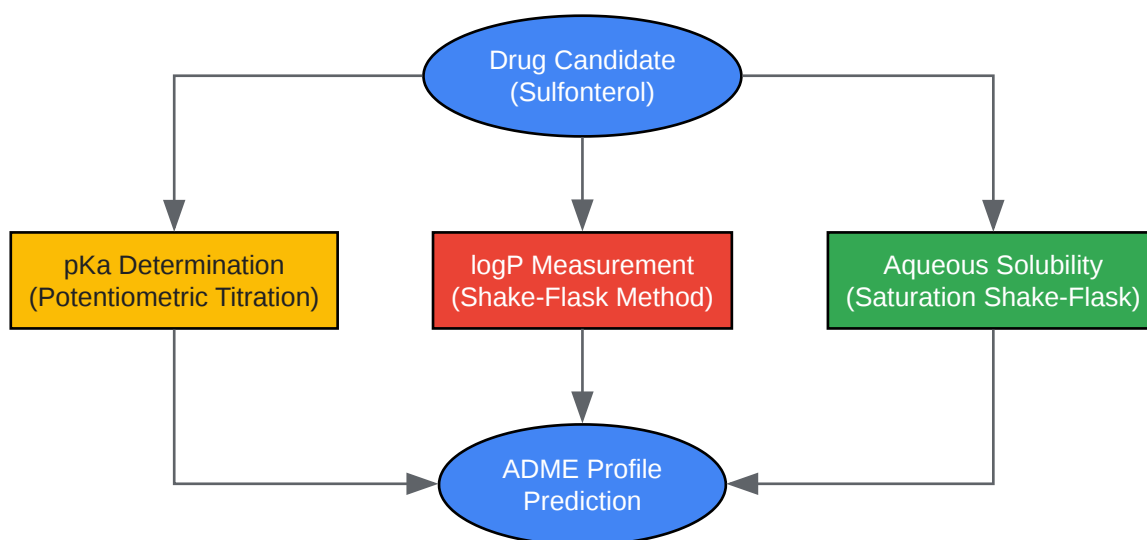 Drug Candidate
(Sulfonterol)
pKa Determination
(Potentiometric Titration)
logP Measurement
(Shake-Flask Method)
Aqueous Solubility
(Saturation Shake-Flask)
ADME Profile
Prediction